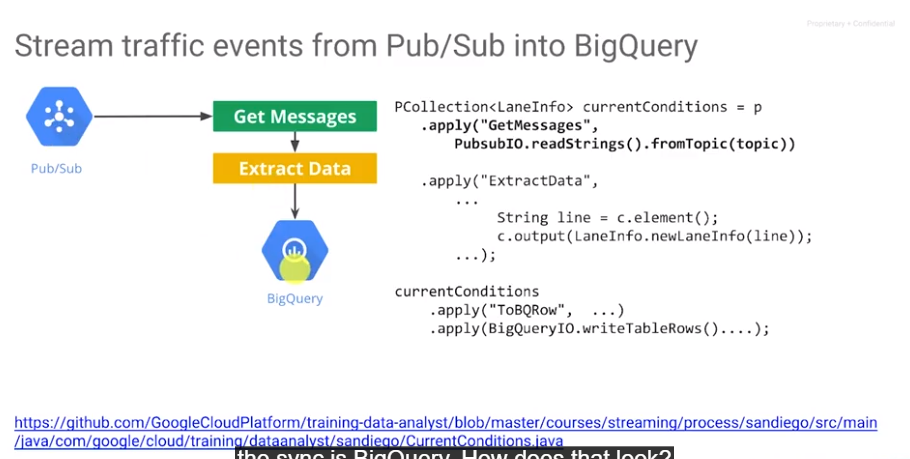 Proprietary + Confidential
Stream traffic events from Pub/Sub into BigQuery
Pub/Sub
Get Messages
Extract Data
BigQuery
PCollection<LaneInfo> currentConditions = p
.apply("GetMessages",
PubsubIO.readStrings().fromTopic(topic))
.apply("ExtractData",
...
String line = c.element();
c.output(LaneInfo.newLaneInfo(line));
...);
currentConditions
.apply("ToBQRow", ...)
.apply(BigQueryIO.writeTableRows()....);
https://github.com/GoogleCloudPlatform/training-data-analyst/blob/master/courses/streaming/process/sandiego/src/main
/java/com/google/cloud/training/dataanalyst/sandiego/CurrentConditions.java
the sync is BigQuery. How does that look?